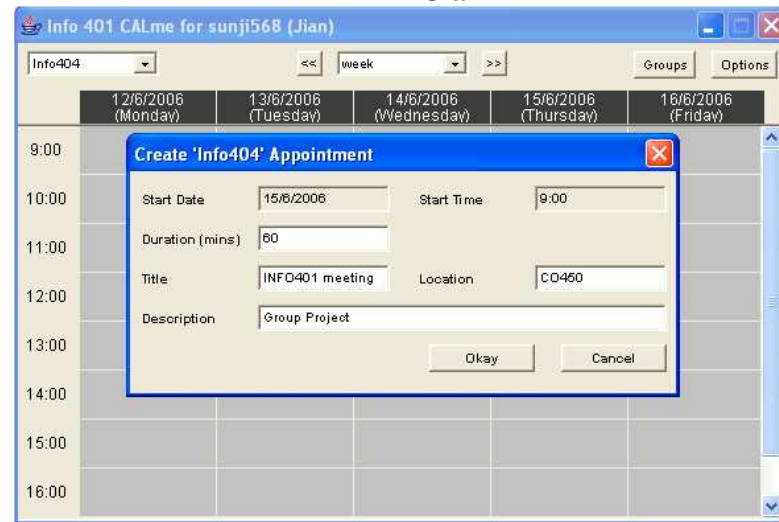 Info 401 CALme for sunji568 (Jian)
Info404 << week >> Groups Options
12/6/2006 13/6/2006 14/6/2006 15/6/2006 16/6/2006
(Monday) (Tuesday) (Wednesday) (Thursday) (Friday)
9:00
Create 'Info404' Appointment
10:00
Start Date 15/6/2006 Start Time 9:00
Duration (mins) 60
11:00
Title INFO401 meeting Location CO450
12:00
Description Group Project
13:00
Okay Cancel
14:00
15:00
16:00